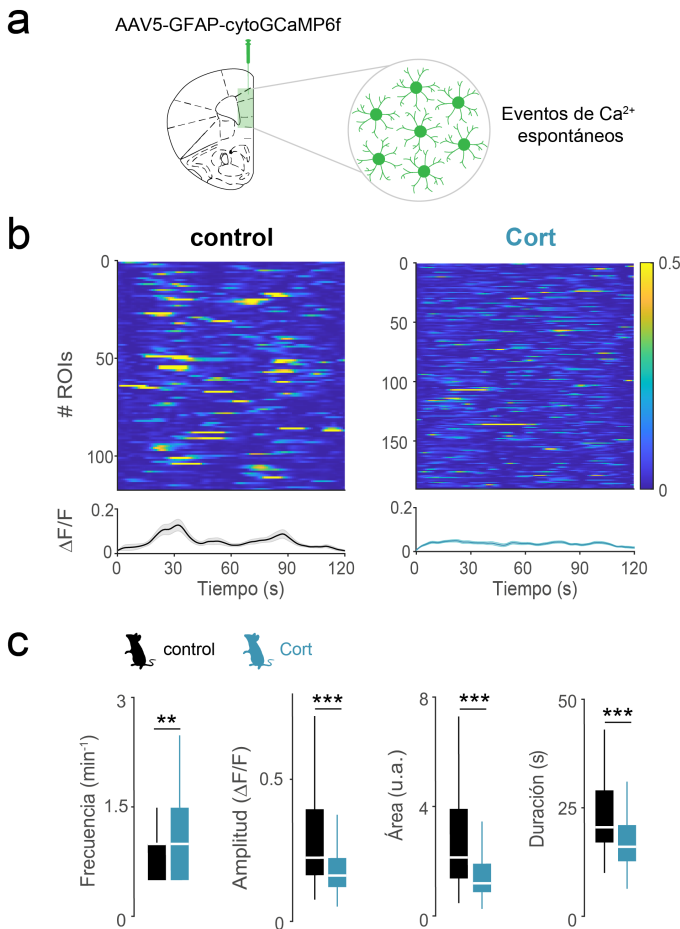 a
AAV5-GFAP-cytoGCaMP6f
Eventos de Ca²⁺
espontáneos
b
control
Cort
# ROIs
0
50
100
0
50
100
150
0.5
0
ΔF/F
0.2
0
0
30
60
90
120
Tiempo (s)
0.2
0
0
30
60
90
120
Tiempo (s)
c
control
Cort
Frecuencia (min⁻¹)
3
1.5
0
**
Amplitud (ΔF/F)
0.5
0
***
Área (u.a.)
8
4
0
***
Duración (s)
50
25
0
***